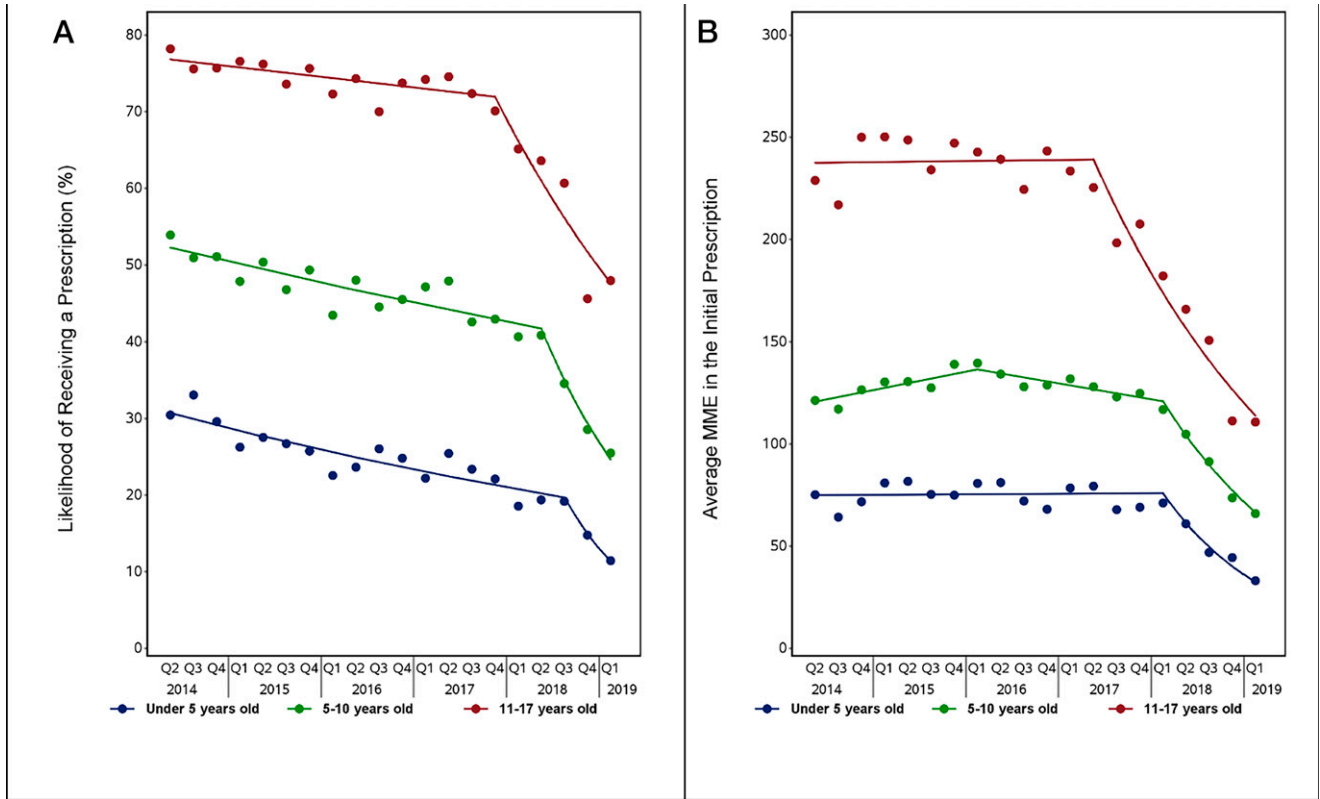 A
Likelihood of Receiving a Prescription (%)
80
70
60
50
40
30
20
10
0
Q2 Q3 Q4 Q1 Q2 Q3 Q4 Q1 Q2 Q3 Q4 Q1 Q2 Q3 Q4 Q1 Q2 Q3 Q4 Q1
2014 2015 2016 2017 2018 2019
Under 5 years old 5-10 years old 11-17 years old
B
Average MME in the Initial Prescription
300
250
200
150
100
50
0
Q2 Q3 Q4 Q1 Q2 Q3 Q4 Q1 Q2 Q3 Q4 Q1 Q2 Q3 Q4 Q1 Q2 Q3 Q4 Q1
2014 2015 2016 2017 2018 2019
Under 5 years old 5-10 years old 11-17 years old